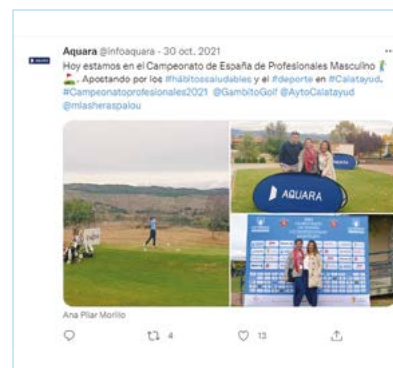 Aquara @infoaquara · 30 oct. 2021
Hoy estamos en el Campeonato de España de Profesionales Masculino
. Apostando por los #hábitossaludables y el #deporte en #Calatayud.
#Campeonatoprofesionales2021 @GambitoGolf @AytoCalatayud
@mlasheraspalou
AQUARA
Ana Pilar Morillo
4
13